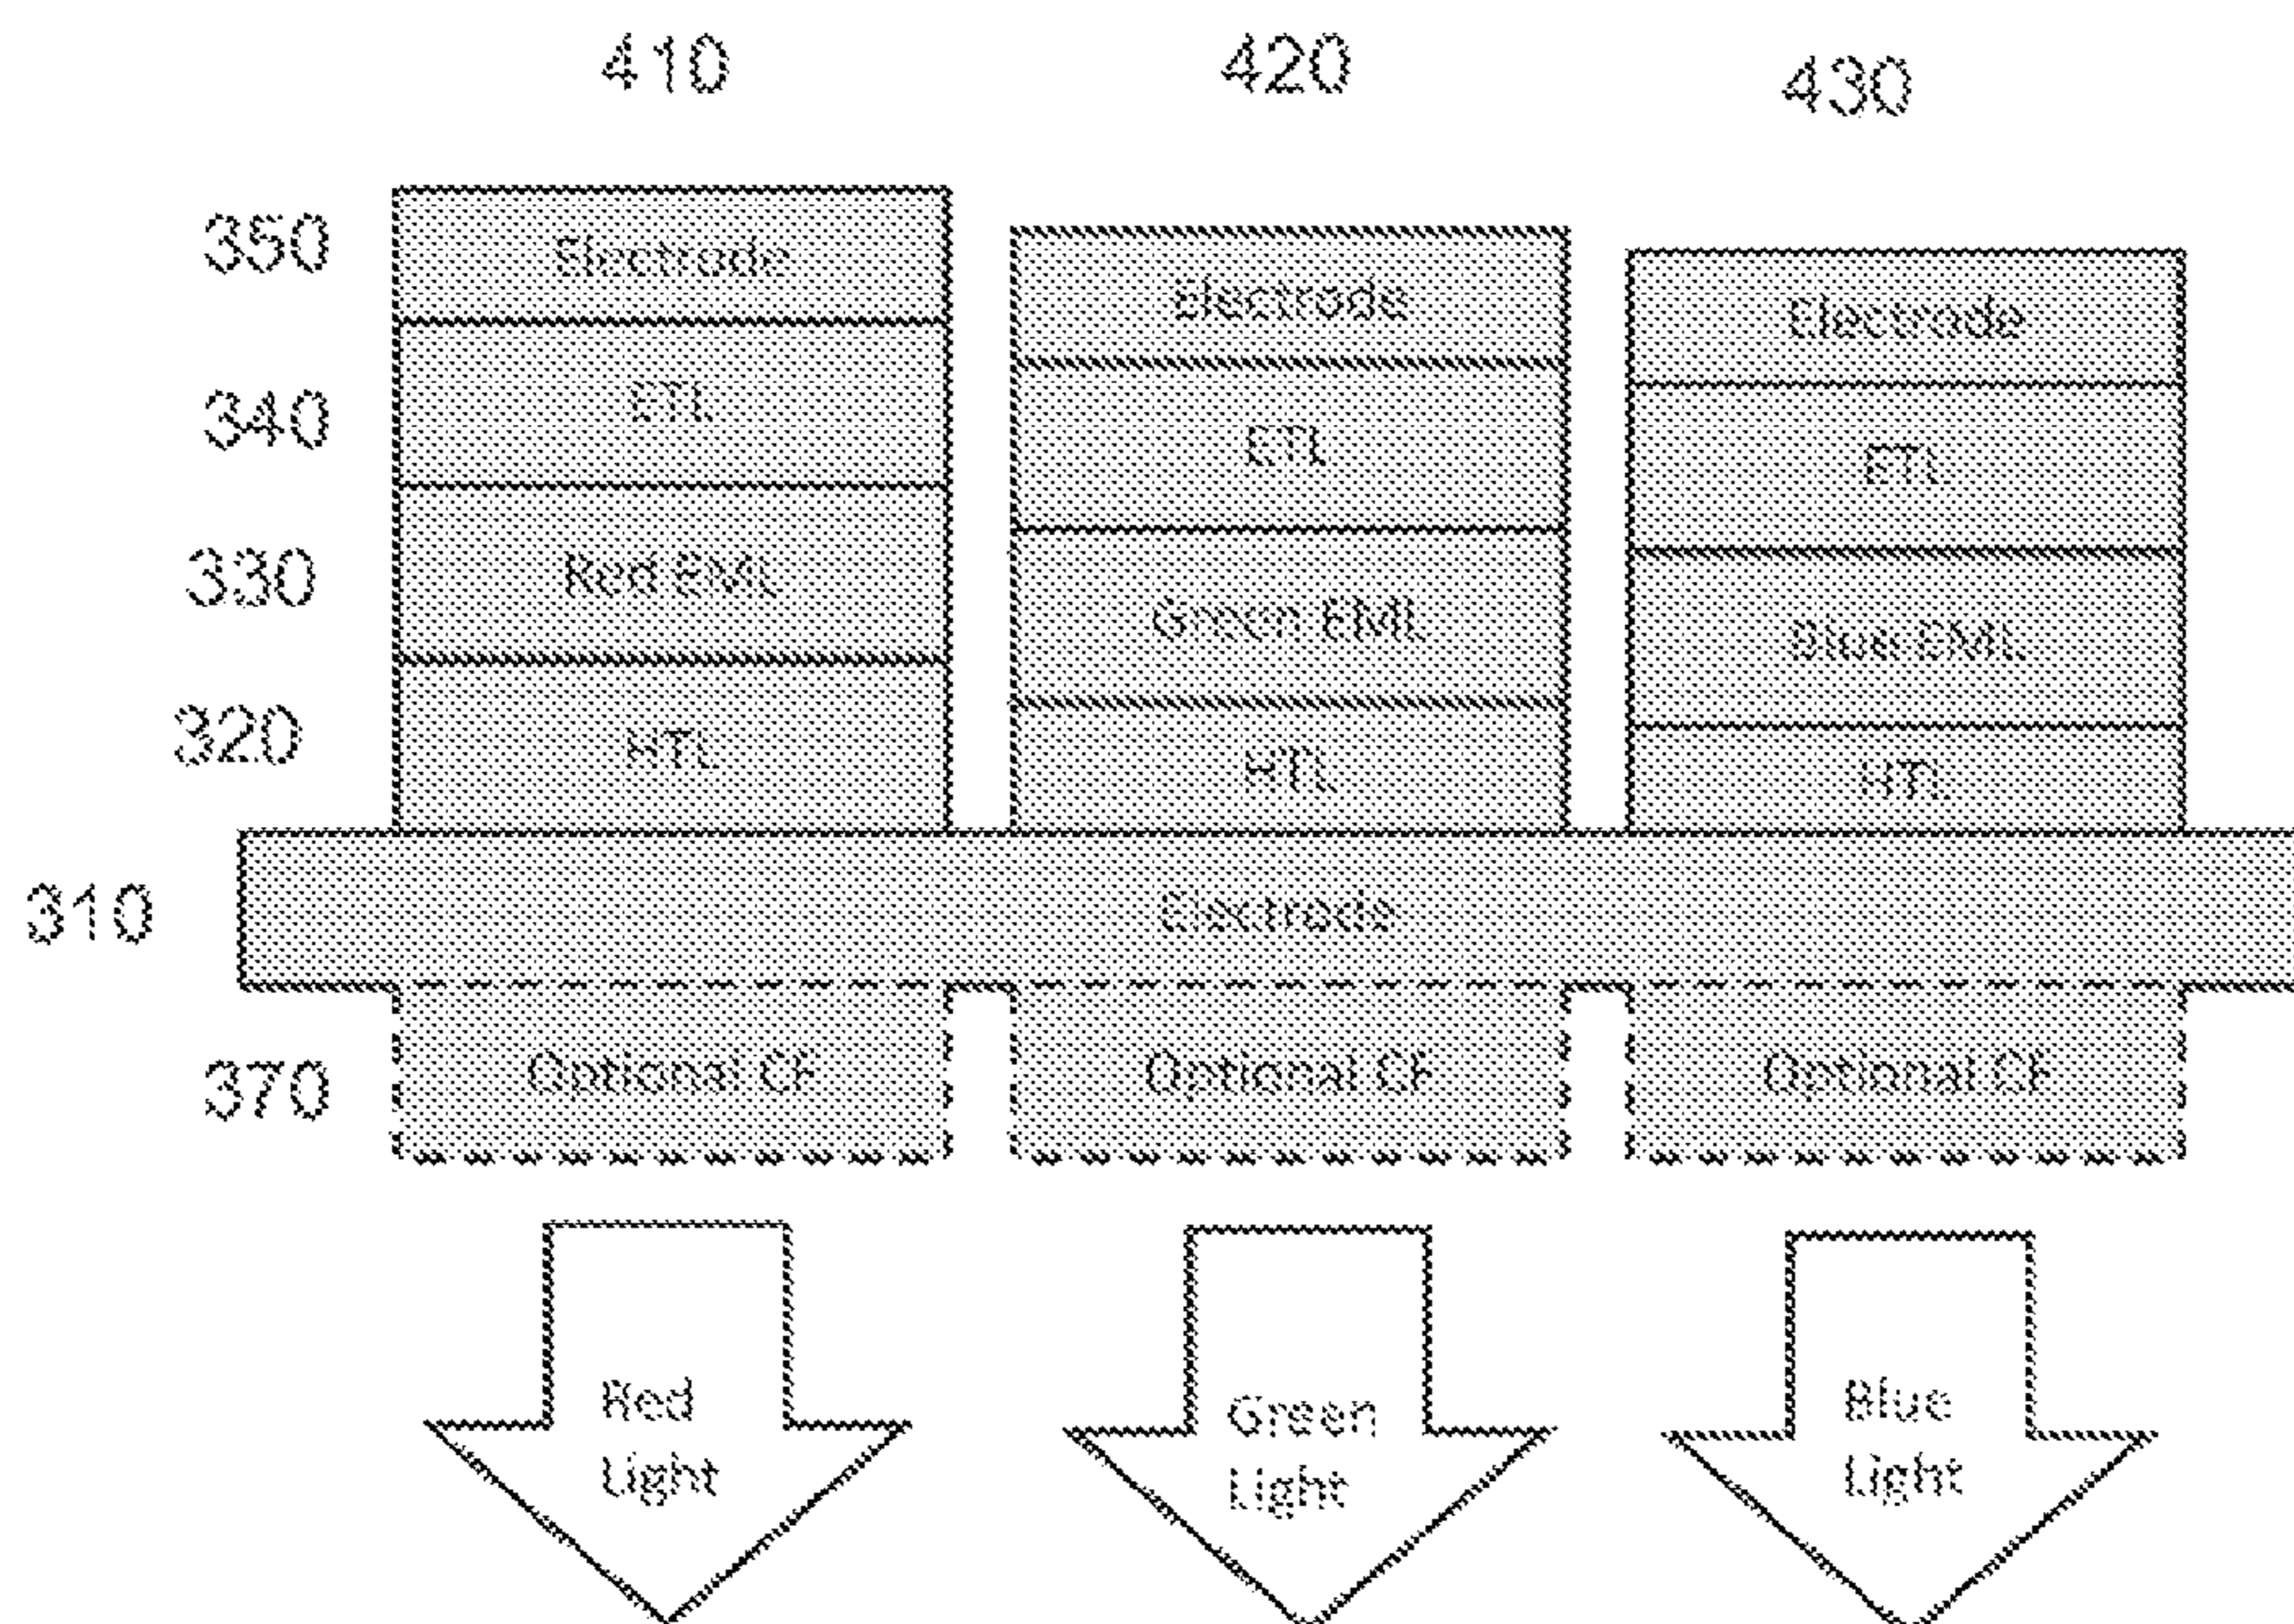 410
420
430
350
Electrode
Electrode
Electrode
340
ETL
ETL
ETL
330
Red EML
Green EML
Blue EML
320
HTL
HTL
HTL
310
Electrode
370
Optional CF
Optional CF
Optional CF
Red
Light
Green
Light
Blue
Light